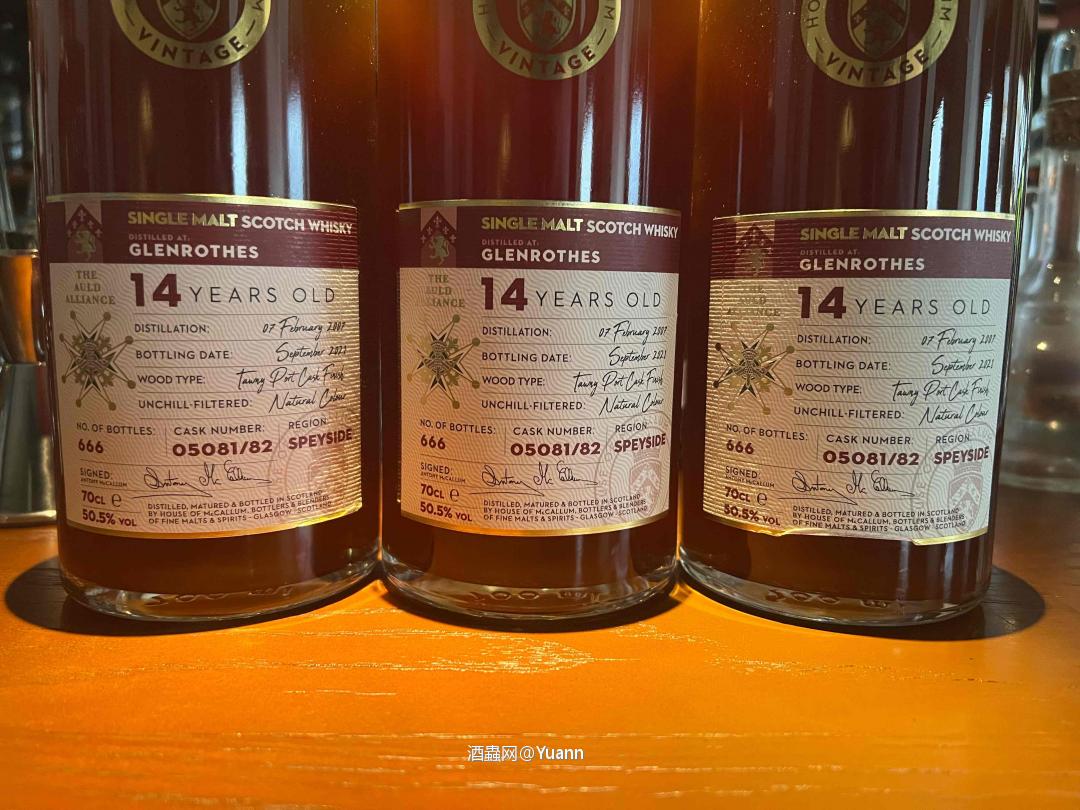 VINTAGE
SINGLE MALT SCOTCH WHISKY
DISTILLED AT:
GLENROTHES
THE
AULD
ALLIANCE
14 YEARS OLD
DISTILLATION: 07 February 2007
BOTTLING DATE: September 2021
WOOD TYPE: Tawny Port Cask Finish
UNCHILL-FILTERED: Natural Colour
NO. OF BOTTLES: CASK NUMBER: REGION:
666 05081/82 SPEYSIDE
SIGNED:
ANTONY McCALLUM
70CL e
50.5% VOL
DISTILLED, MATURED & BOTTLED IN SCOTLAND
BY HOUSE OF McCALLUM, BOTTLERS & BLENDERS
OF FINE MALTS & SPIRITS - GLASGOW - SCOTLAND
VINTAGE
SINGLE MALT SCOTCH WHISKY
DISTILLED AT:
GLENROTHES
THE
AULD
ALLIANCE
14 YEARS OLD
DISTILLATION: 07 February 2007
BOTTLING DATE: September 2021
WOOD TYPE: Tawny Port Cask Finish
UNCHILL-FILTERED: Natural Colour
NO. OF BOTTLES: CASK NUMBER: REGION:
666 05081/82 SPEYSIDE
SIGNED:
ANTONY McCALLUM
70CL e
50.5% VOL
DISTILLED, MATURED & BOTTLED IN SCOTLAND
BY HOUSE OF McCALLUM, BOTTLERS & BLENDERS
OF FINE MALTS & SPIRITS - GLASGOW - SCOTLAND
VINTAGE
SINGLE MALT SCOTCH WHISKY
DISTILLED AT:
GLENROTHES
THE
AULD
ALLIANCE
14 YEARS OLD
DISTILLATION: 07 February 2007
BOTTLING DATE: September 2021
WOOD TYPE: Tawny Port Cask Finish
UNCHILL-FILTERED: Natural Colour
NO. OF BOTTLES: CASK NUMBER: REGION:
666 05081/82 SPEYSIDE
SIGNED:
ANTONY McCALLUM
70CL e
50.5% VOL
DISTILLED, MATURED & BOTTLED IN SCOTLAND
BY HOUSE OF McCALLUM, BOTTLERS & BLENDERS
OF FINE MALTS & SPIRITS - GLASGOW - SCOTLAND
酒蟲网@Yuann